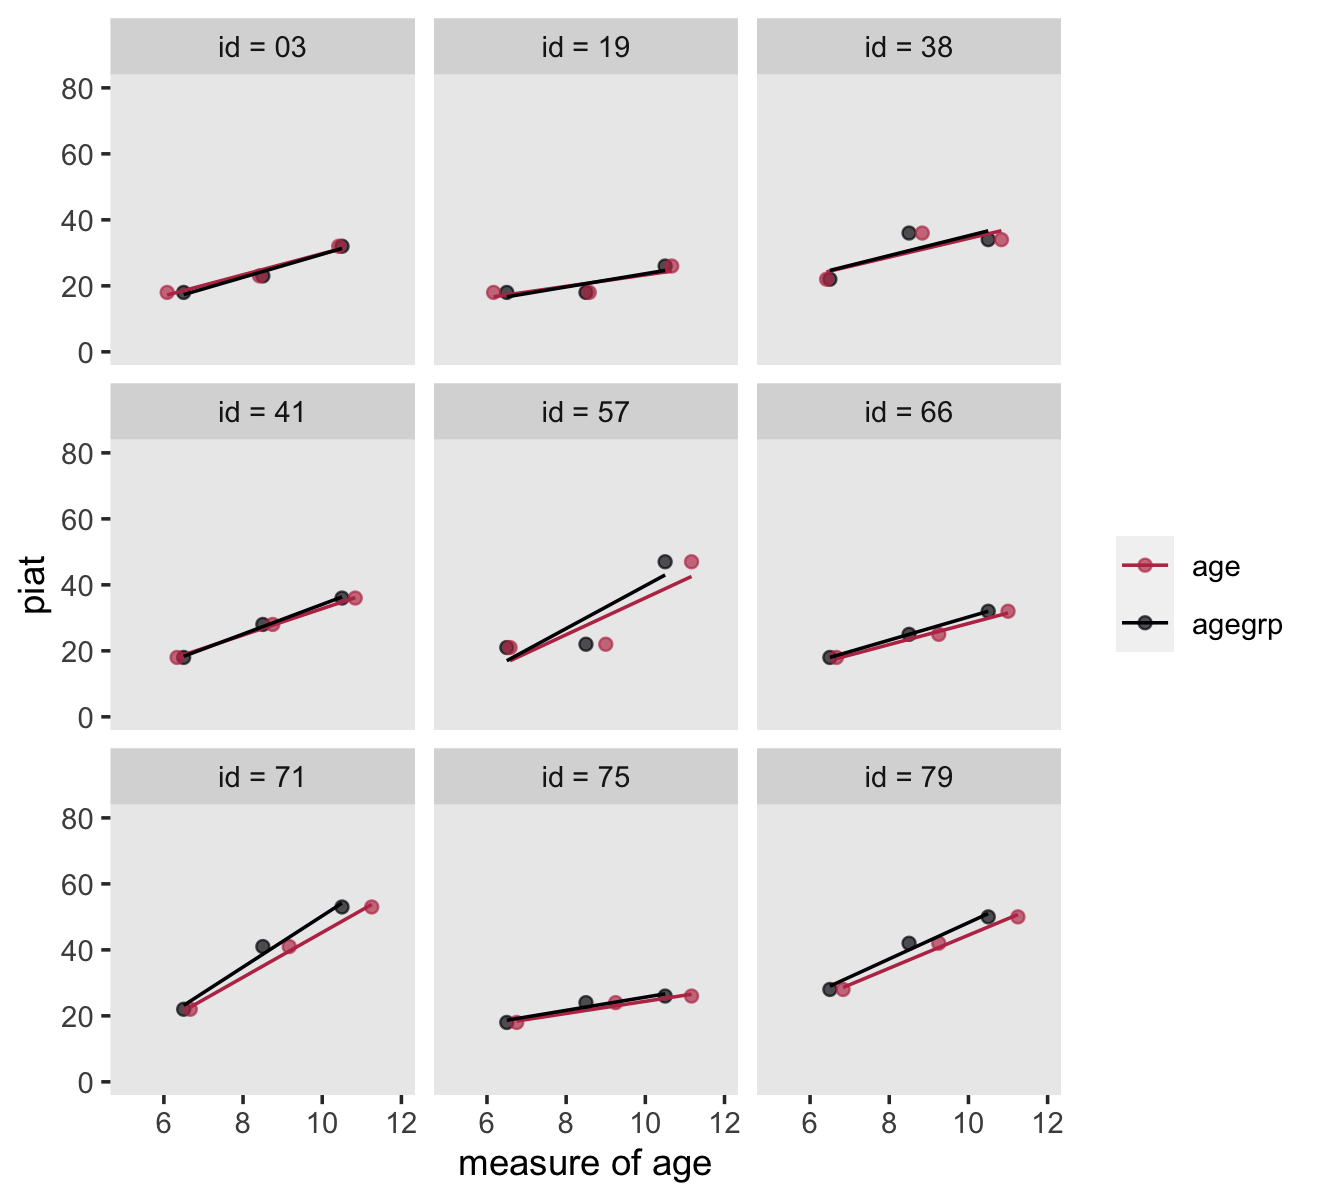 id = 03
id = 19
id = 38
80
60
40
20
0
id = 41
id = 57
id = 66
80
60
40
20
0
piat
id = 71
id = 75
id = 79
80
60
40
20
0
6 8 10 12
6 8 10 12
6 8 10 12
measure of age
age
agegrp